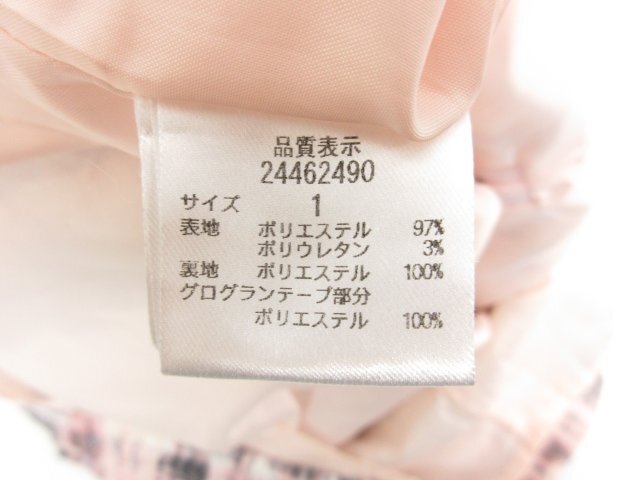 品質表示
24462490
サイズ 1
表地 ポリエステル 97%
ポリウレタン 3%
裏地 ポリエステル 100%
グログランテープ部分
ポリエステル 100%